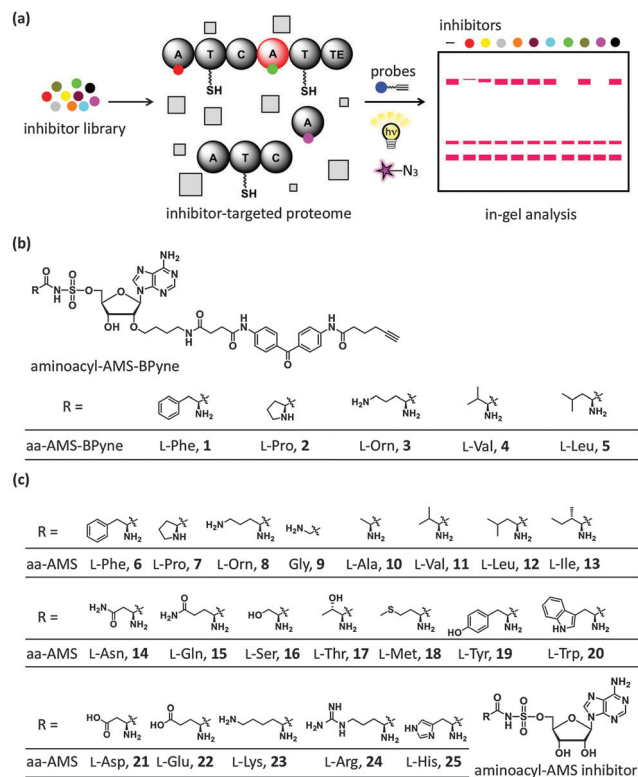 (a)
inhibitors
A T C A T TE
SH SH
probes
–
inhibitor library
A
hν
A T C
N₃
SH
inhibitor-targeted proteome
in-gel analysis
(b)
NH₂
O O N N
R N S O O N N
H O
HO O N H O H N O H N O
O
aminoacyl-AMS-BPyne
R =
NH₂ NH H₂N NH₂ NH₂ NH₂
aa-AMS-BPyne L-Phe, 1 L-Pro, 2 L-Orn, 3 L-Val, 4 L-Leu, 5
(c)
R =
NH₂ NH H₂N NH₂ H₂N NH₂ NH₂ NH₂ NH₂
aa-AMS L-Phe, 6 L-Pro, 7 L-Orn, 8 Gly, 9 L-Ala, 10 L-Val, 11 L-Leu, 12 L-Ile, 13
R =
H₂N O NH₂ H₂N O NH₂ HO NH₂ OH NH₂ S NH₂ HO NH₂ HN NH₂
aa-AMS L-Asn, 14 L-Gln, 15 L-Ser, 16 L-Thr, 17 L-Met, 18 L-Tyr, 19 L-Trp, 20
R =
HO O NH₂ HO O NH₂ H₂N NH₂ NH H₂N N H NH₂ N HN NH₂
aa-AMS L-Asp, 21 L-Glu, 22 L-Lys, 23 L-Arg, 24 L-His, 25
NH₂
O O N N
R N S O O N N
H O
OH OH
aminoacyl-AMS inhibitor